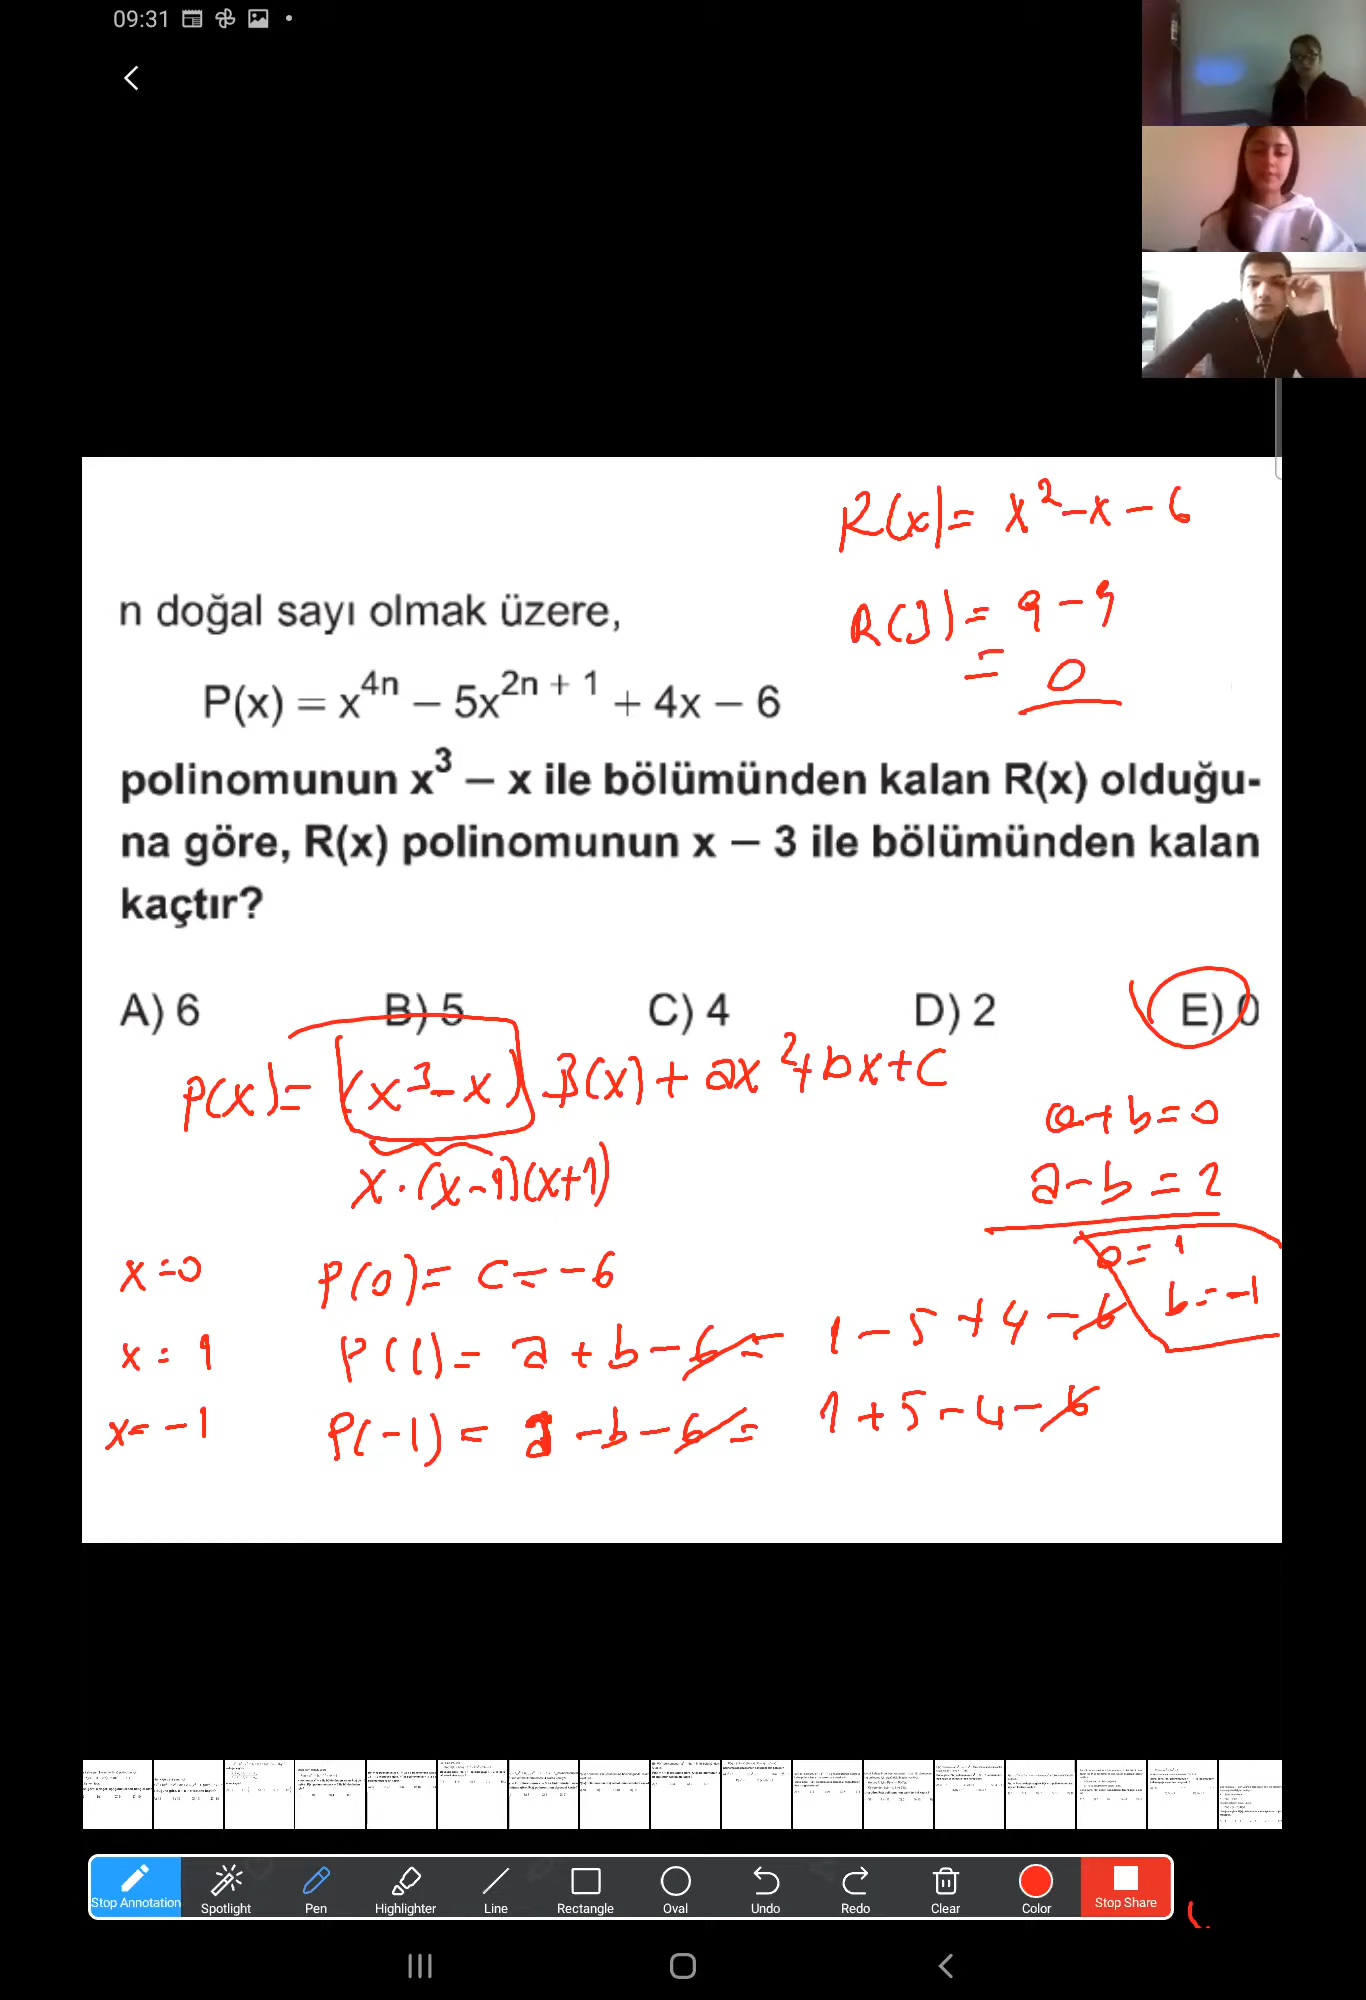 09:31
R(x) = x² - x - 6
n doğal sayı olmak üzere,
R(3) = 9 - 9
= 0
P(x) = x⁴ⁿ − 5x²ⁿ ⁺ ¹ + 4x − 6
polinomunun x³ − x ile bölümünden kalan R(x) olduğu-
na göre, R(x) polinomunun x − 3 ile bölümünden kalan
kaçtır?
A) 6 B) 5 C) 4 D) 2 E) 0
P(x) = (x³ - x) B(x) + ax² + bx + c
x . (x - 1)(x + 1)
a + b = 0
a - b = 2
a = 1
b = -1
x = 0 P(0) = c = -6
x = 1 P(1) = a + b - 6 = 1 - 5 + 4 - 6
x = -1 P(-1) = a - b - 6 = 1 + 5 - 4 - 6
Stop Annotation Spotlight Pen Highlighter Line Rectangle Oval Undo Redo Clear Color Stop Share